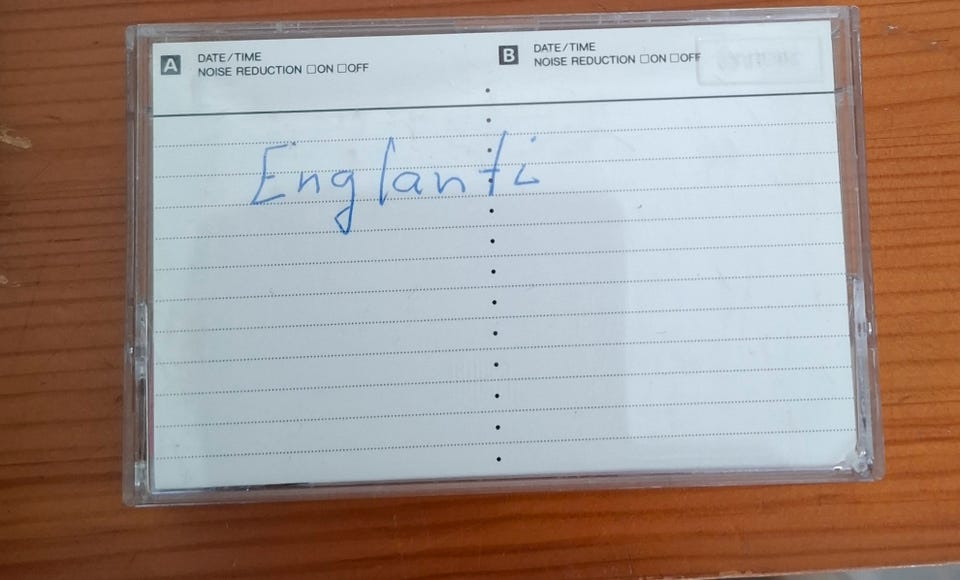 A DATE/TIME
NOISE REDUCTION □ON □OFF
B DATE/TIME
NOISE REDUCTION □ON □OFF
Englanti